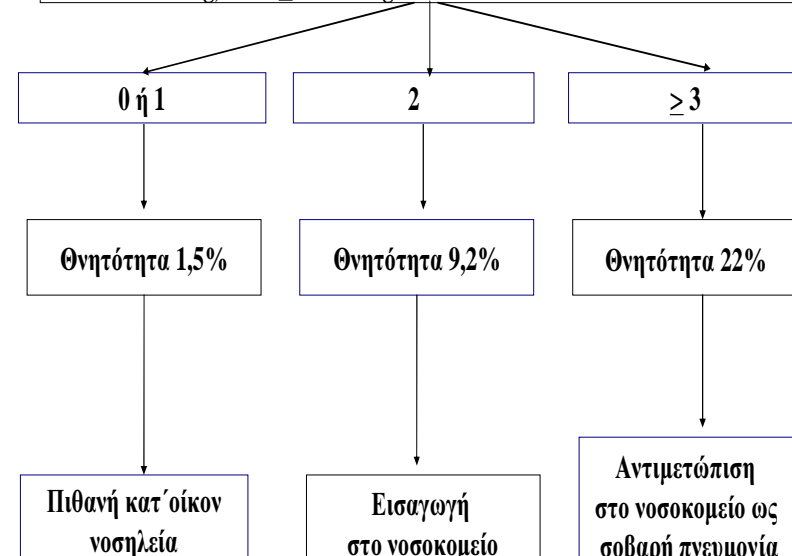 0 ή 1
2
≥ 3
Θνητότητα 1,5%
Θνητότητα 9,2%
Θνητότητα 22%
Πιθανή κατ΄οίκον
νοσηλεία
Εισαγωγή
στο νοσοκομείο
Αντιμετώπιση
στο νοσοκομείο ως
σοβαρή πνευμονία